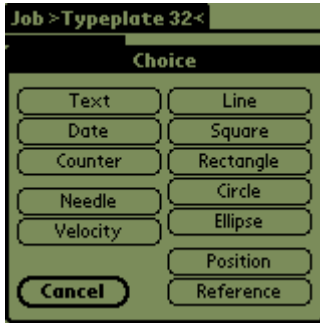 Job >Typeplate 32<
Choice
Text
Date
Counter
Needle
Velocity
Cancel
Line
Square
Rectangle
Circle
Ellipse
Position
Reference